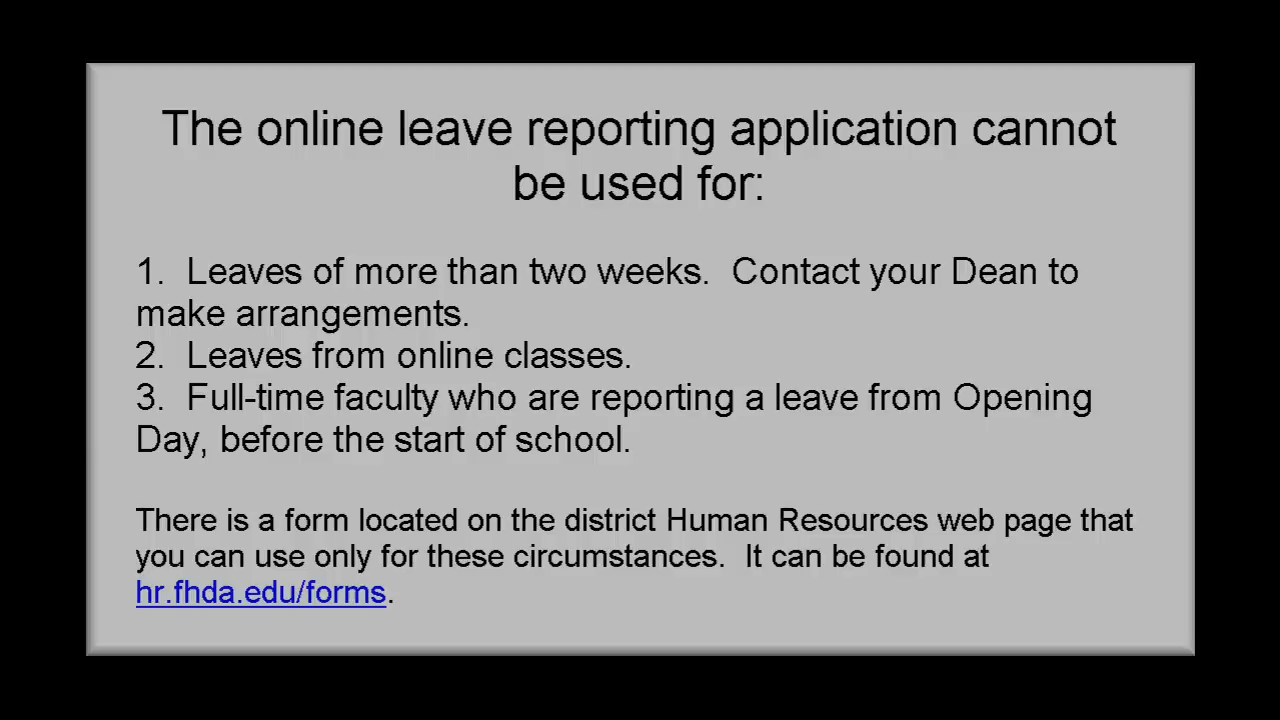 The online leave reporting application cannot
be used for:
1.  Leaves of more than two weeks.  Contact your Dean to
make arrangements.
2.  Leaves from online classes.
3.  Full-time faculty who are reporting a leave from Opening
Day, before the start of school.
There is a form located on the district Human Resources web page that
you can use only for these circumstances.  It can be found at
hr.fhda.edu/forms.